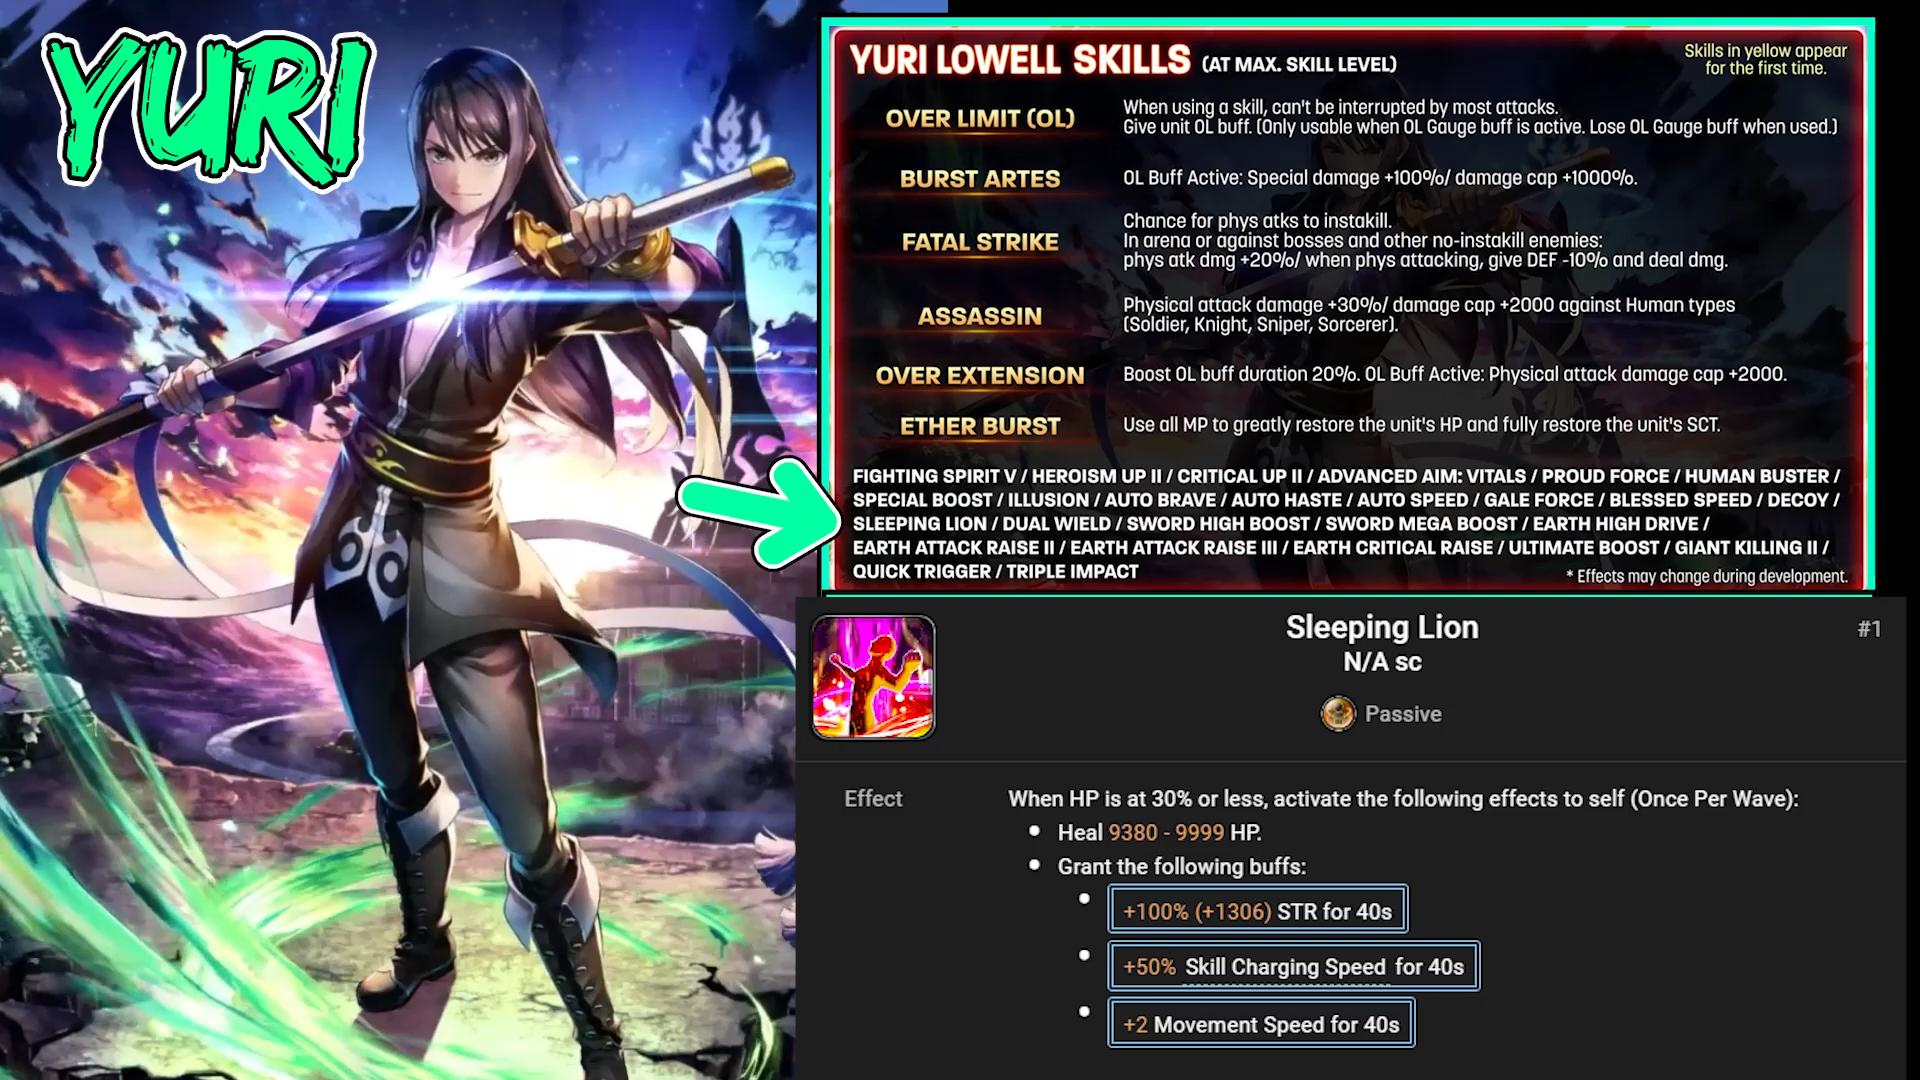 YURI
YURI LOWELL SKILLS (AT MAX. SKILL LEVEL)
Skills in yellow appear
for the first time.
OVER LIMIT (OL)
When using a skill, can't be interrupted by most attacks.
Give unit OL buff. (Only usable when OL Gauge buff is active. Lose OL Gauge buff when used.)
BURST ARTES
OL Buff Active: Special damage +100%/ damage cap +1000%.
FATAL STRIKE
Chance for phys atks to instakill.
In arena or against bosses and other no-instakill enemies:
phys atk dmg +20%/ when phys attacking, give DEF -10% and deal dmg.
ASSASSIN
Physical attack damage +30%/ damage cap +2000 against Human types
(Soldier, Knight, Sniper, Sorcerer).
OVER EXTENSION
Boost OL buff duration 20%. OL Buff Active: Physical attack damage cap +2000.
ETHER BURST
Use all MP to greatly restore the unit's HP and fully restore the unit's SCT.
FIGHTING SPIRIT V / HEROISM UP II / CRITICAL UP II / ADVANCED AIM: VITALS / PROUD FORCE / HUMAN BUSTER /
SPECIAL BOOST / ILLUSION / AUTO BRAVE / AUTO HASTE / AUTO SPEED / GALE FORCE / BLESSED SPEED / DECOY /
SLEEPING LION / DUAL WIELD / SWORD HIGH BOOST / SWORD MEGA BOOST / EARTH HIGH DRIVE /
EARTH ATTACK RAISE II / EARTH ATTACK RAISE III / EARTH CRITICAL RAISE / ULTIMATE BOOST / GIANT KILLING II /
QUICK TRIGGER / TRIPLE IMPACT
* Effects may change during development.
Sleeping Lion
#1
N/A sc
Passive
Effect
When HP is at 30% or less, activate the following effects to self (Once Per Wave):
• Heal 9380 - 9999 HP.
• Grant the following buffs:
• +100% (+1306) STR for 40s
• +50% Skill Charging Speed for 40s
• +2 Movement Speed for 40s